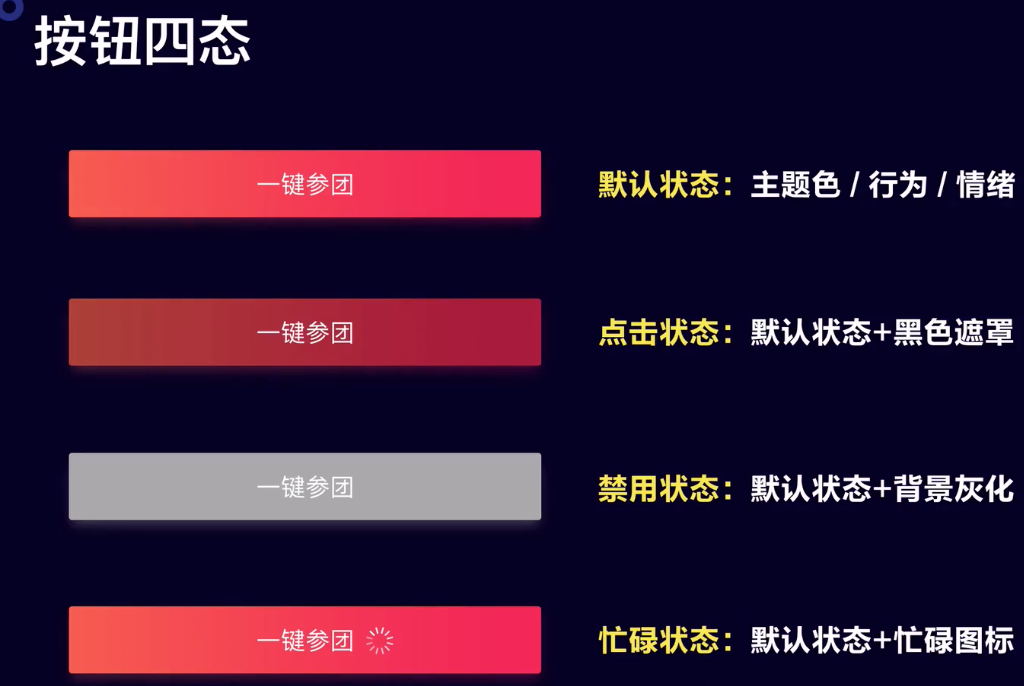 按钮四态
一键参团
默认状态：主题色 / 行为 / 情绪
一键参团
点击状态：默认状态+黑色遮罩
一键参团
禁用状态：默认状态+背景灰化
一键参团
忙碌状态：默认状态+忙碌图标